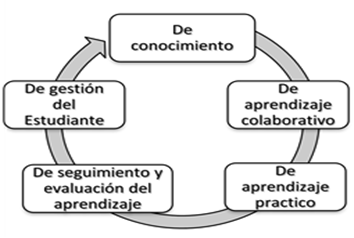 De
conocimiento
De
aprendizaje
colaborativo
De
aprendizaje
practico
De seguimiento y
evaluación del
aprendizaje
De gestión
del
Estudiante